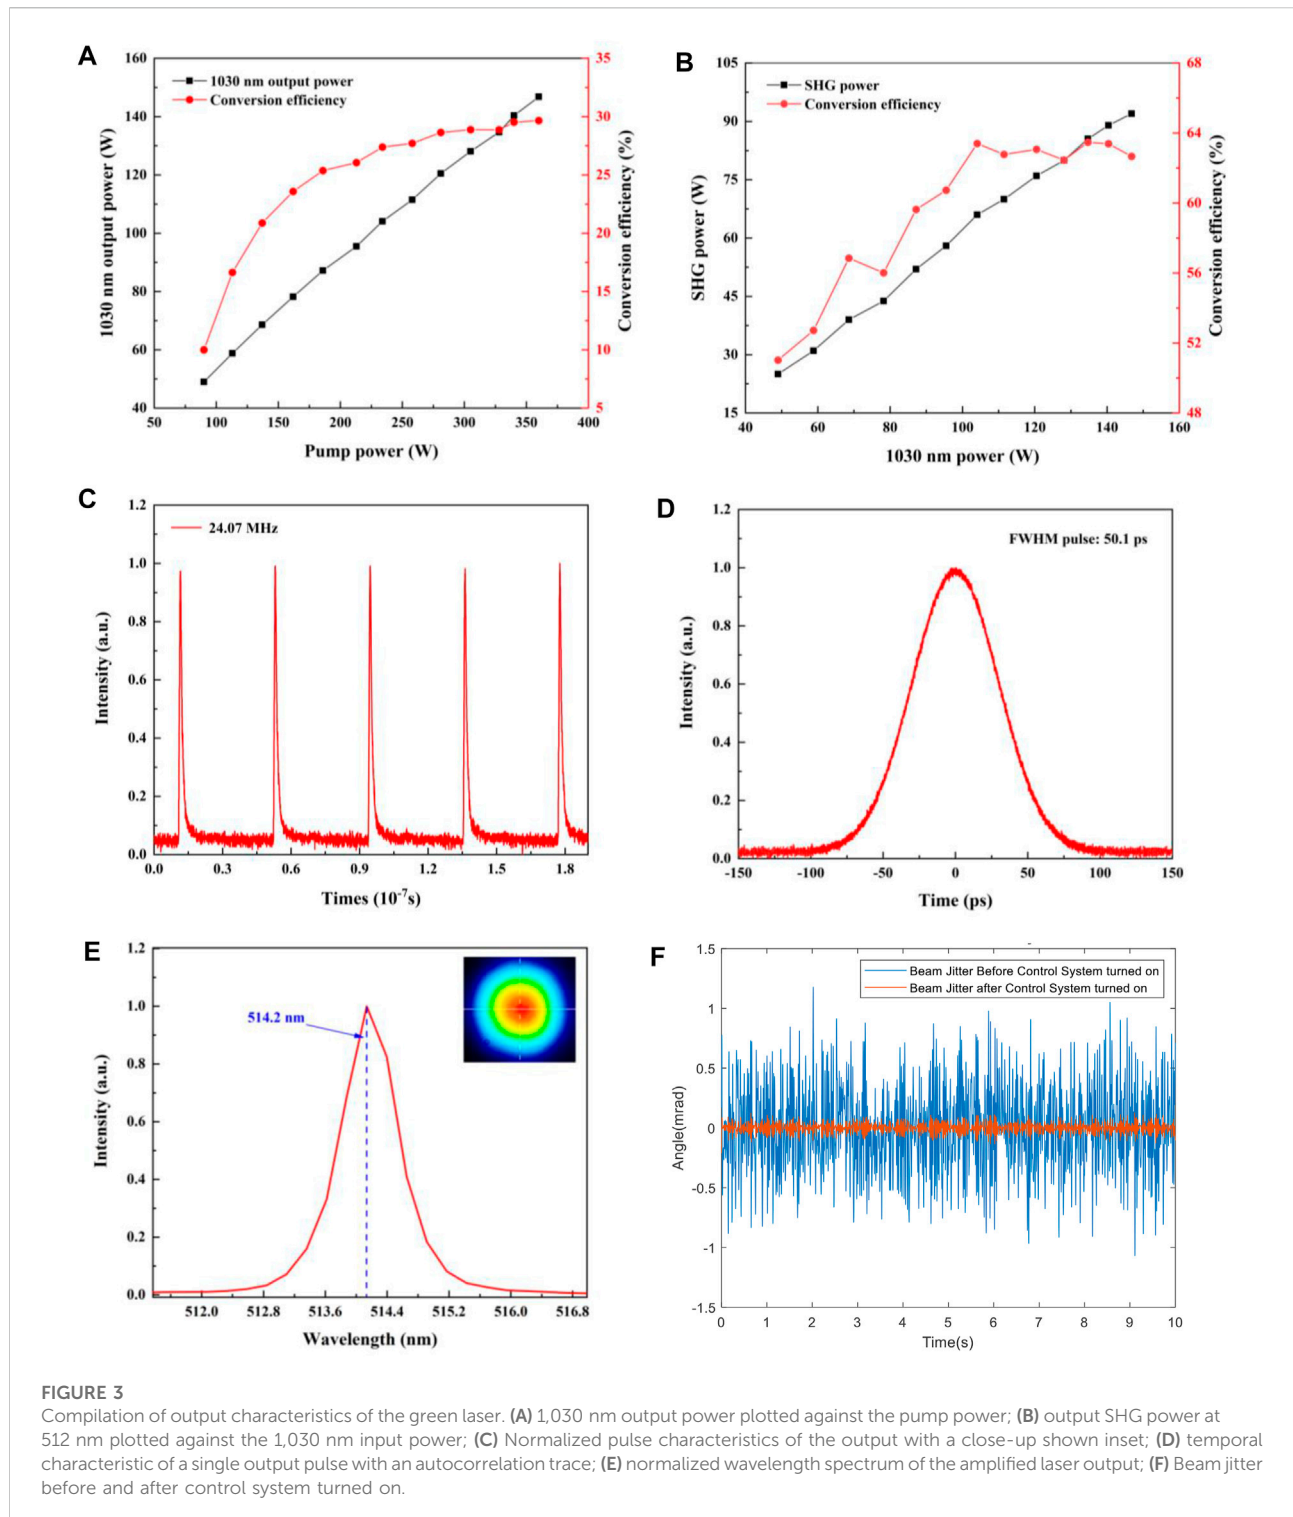 A
160
140
120
100
80
60
40
1030 nm output power (W)
1030 nm output power
Conversion efficiency
35
30
25
20
15
10
5
Conversion efficiency (%)
50 100 150 200 250 300 350 400
Pump power (W)
B
105
90
75
60
45
30
15
SHG power (W)
SHG power
Conversion efficiency
68
64
60
56
52
48
Conversion efficiency (%)
40 60 80 100 120 140 160
1030 nm power (W)
C
1.2
1.0
0.8
0.6
0.4
0.2
0.0
Intensity (a.u.)
24.07 MHz
0.0 0.3 0.6 0.9 1.2 1.5 1.8
Times (10-7s)
D
1.2
1.0
0.8
0.6
0.4
0.2
0.0
Intensity (a.u.)
FWHM pulse: 50.1 ps
-150 -100 -50 0 50 100 150
Time (ps)
E
1.2
1.0
0.8
0.6
0.4
0.2
0.0
Intensity (a.u.)
514.2 nm
512.0 512.8 513.6 514.4 515.2 516.0 516.8
Wavelength (nm)
F
1.5
1
0.5
0
-0.5
-1
-1.5
Angle(mrad)
Beam Jitter Before Control System turned on
Beam Jitter after Control System turned on
0 1 2 3 4 5 6 7 8 9 10
Time(s)
FIGURE 3
Compilation of output characteristics of the green laser. (A) 1,030 nm output power plotted against the pump power; (B) output SHG power at
512 nm plotted against the 1,030 nm input power; (C) Normalized pulse characteristics of the output with a close-up shown inset; (D) temporal
characteristic of a single output pulse with an autocorrelation trace; (E) normalized wavelength spectrum of the amplified laser output; (F) Beam jitter
before and after control system turned on.